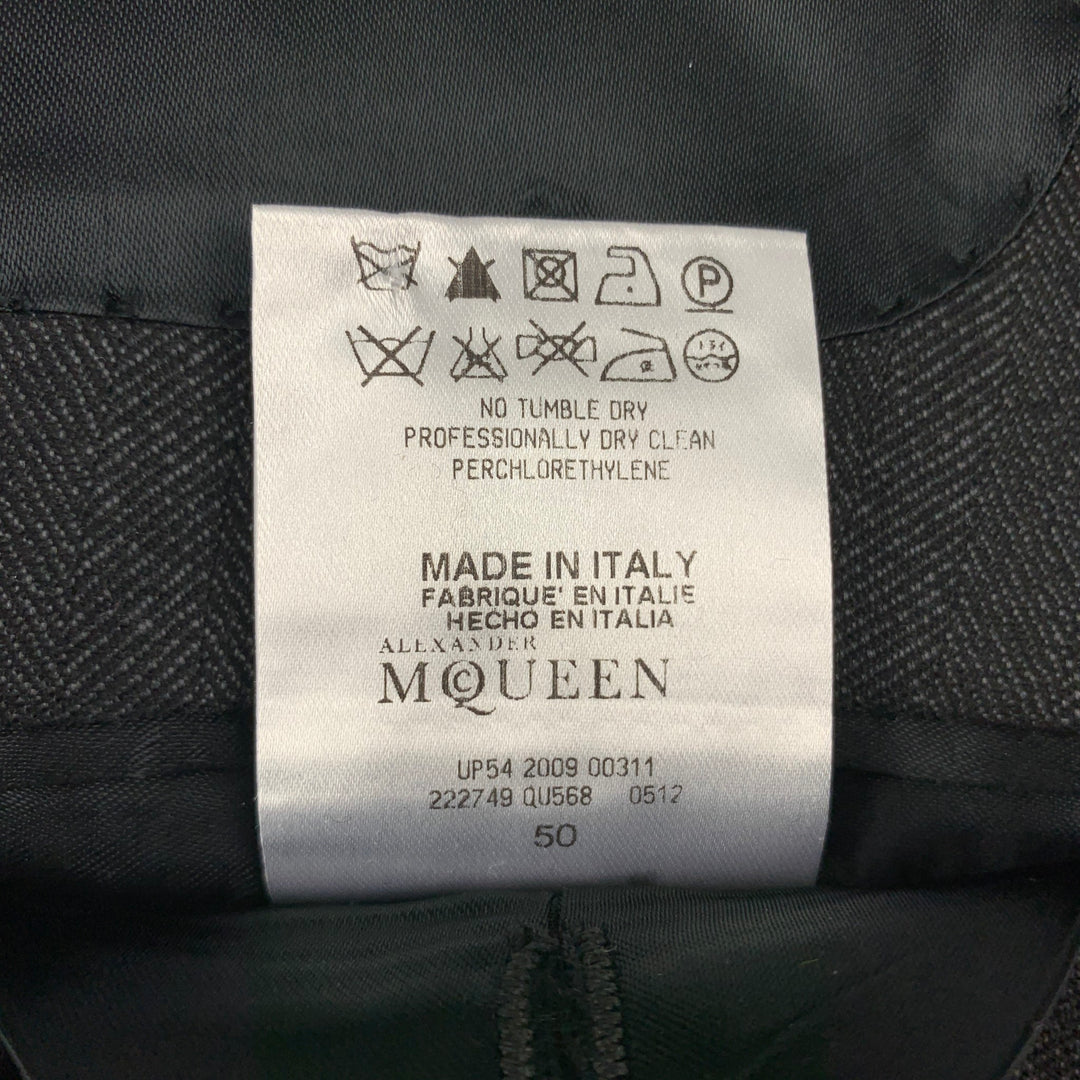 P
NO TUMBLE DRY
PROFESSIONALLY DRY CLEAN
PERCHLORETHYLENE
MADE IN ITALY
FABRIQUE' EN ITALIE
HECHO EN ITALIA
ALEXANDER
MCQUEEN
UP54 2009 00311
222749 QU568 0512
50